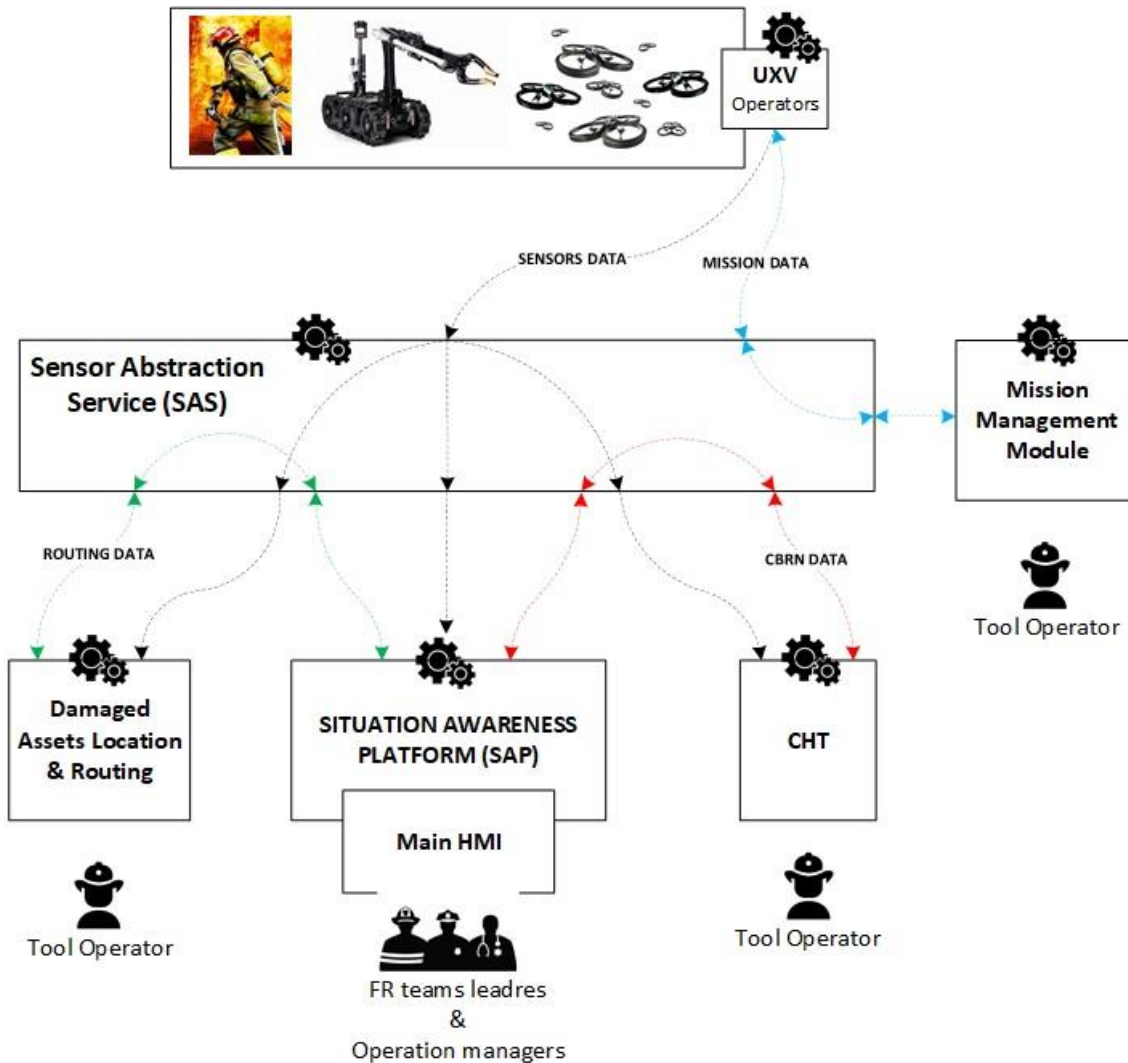 UXV
Operators
SENSORS DATA
MISSION DATA
Sensor Abstraction
Service (SAS)
Mission
Management
Module
ROUTING DATA
CBRN DATA
Tool Operator
Damaged
Assets Location
& Routing
SITUATION AWARENESS
PLATFORM (SAP)
CHT
Main HMI
Tool Operator
Tool Operator
FR teams leadres
&
Operation managers